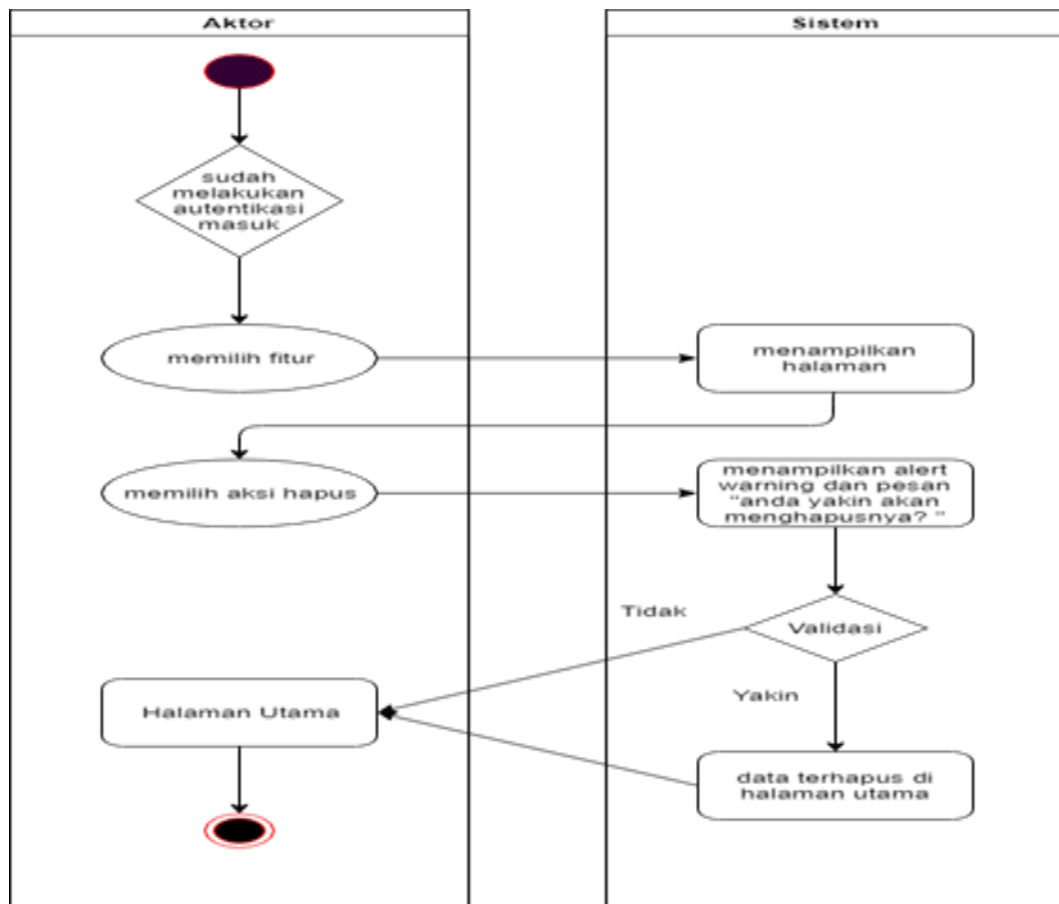 Aktor
Sistem
sudah
melakukan
autentikasi
masuk
memilih fitur
menampilkan
halaman
memilih aksi hapus
menampilkan alert
warning dan pesan
"anda yakin akan
menghapusnya? "
Tidak
Validasi
Yakin
Halaman Utama
data terhapus di
halaman utama